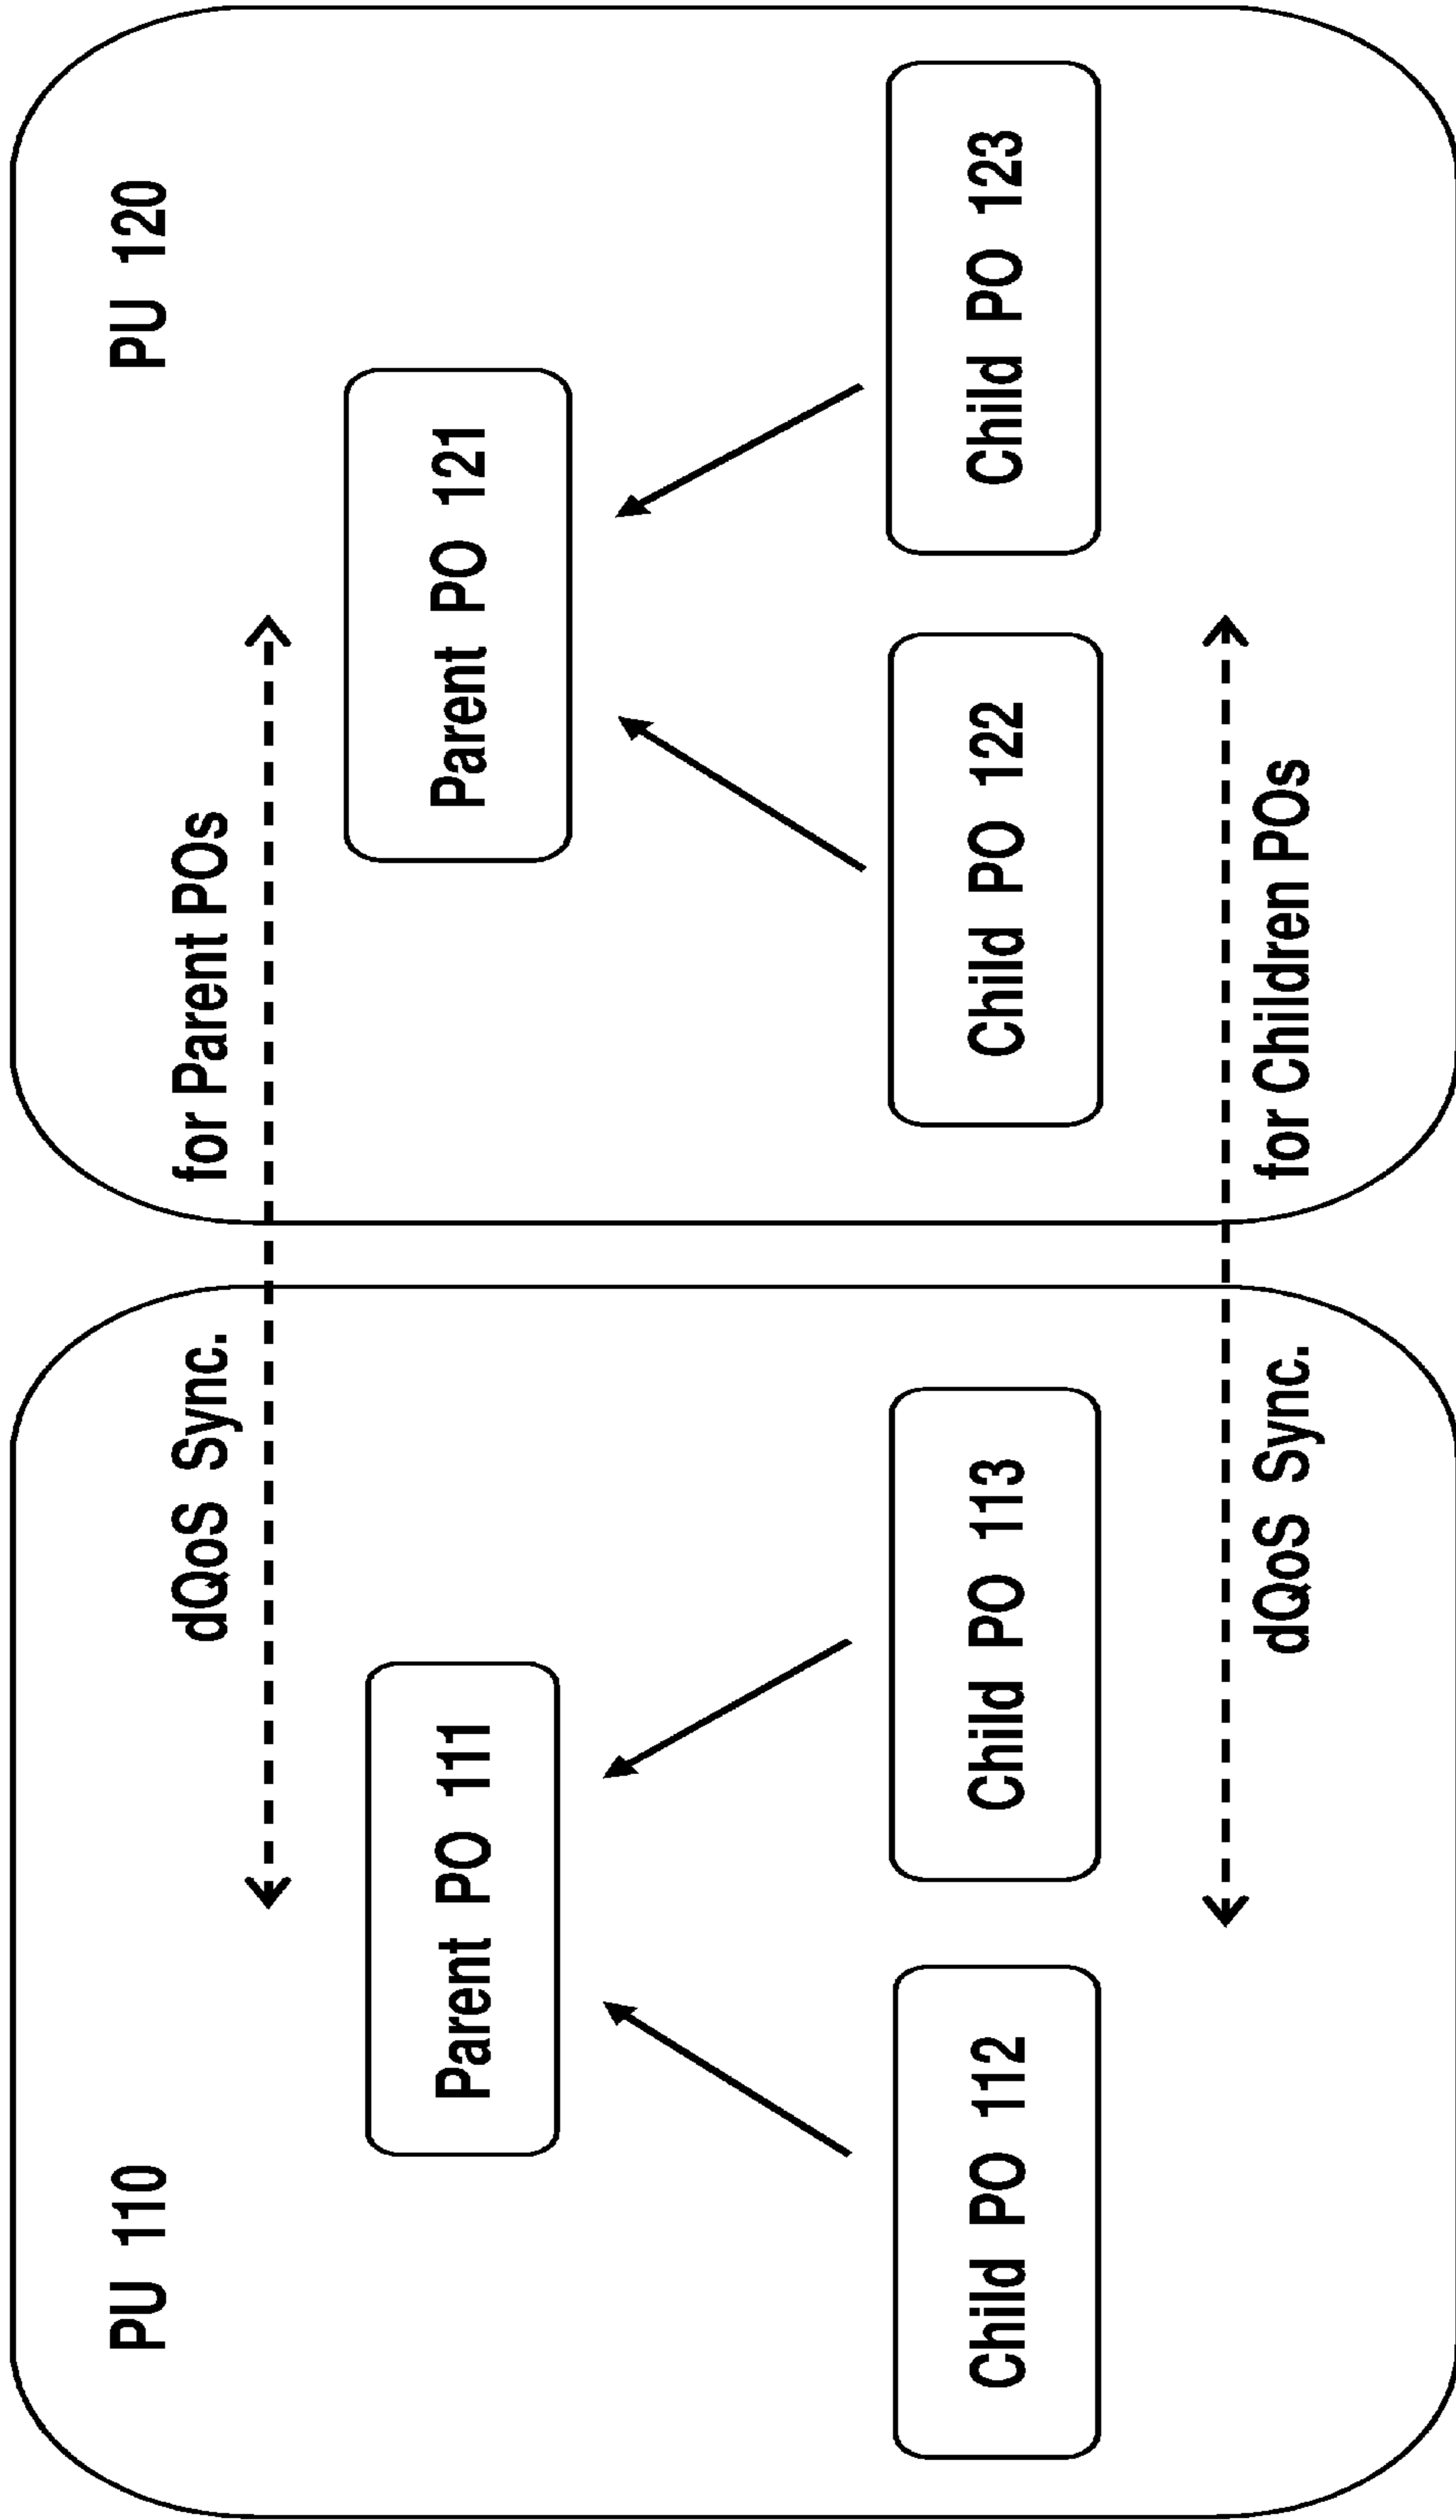 PU 110
PU 120
dQoS Sync. for Parent POs
Parent PO 111
Parent PO 121
Child PO 112
Child PO 113
Child PO 122
Child PO 123
dQoS Sync. for Children POs